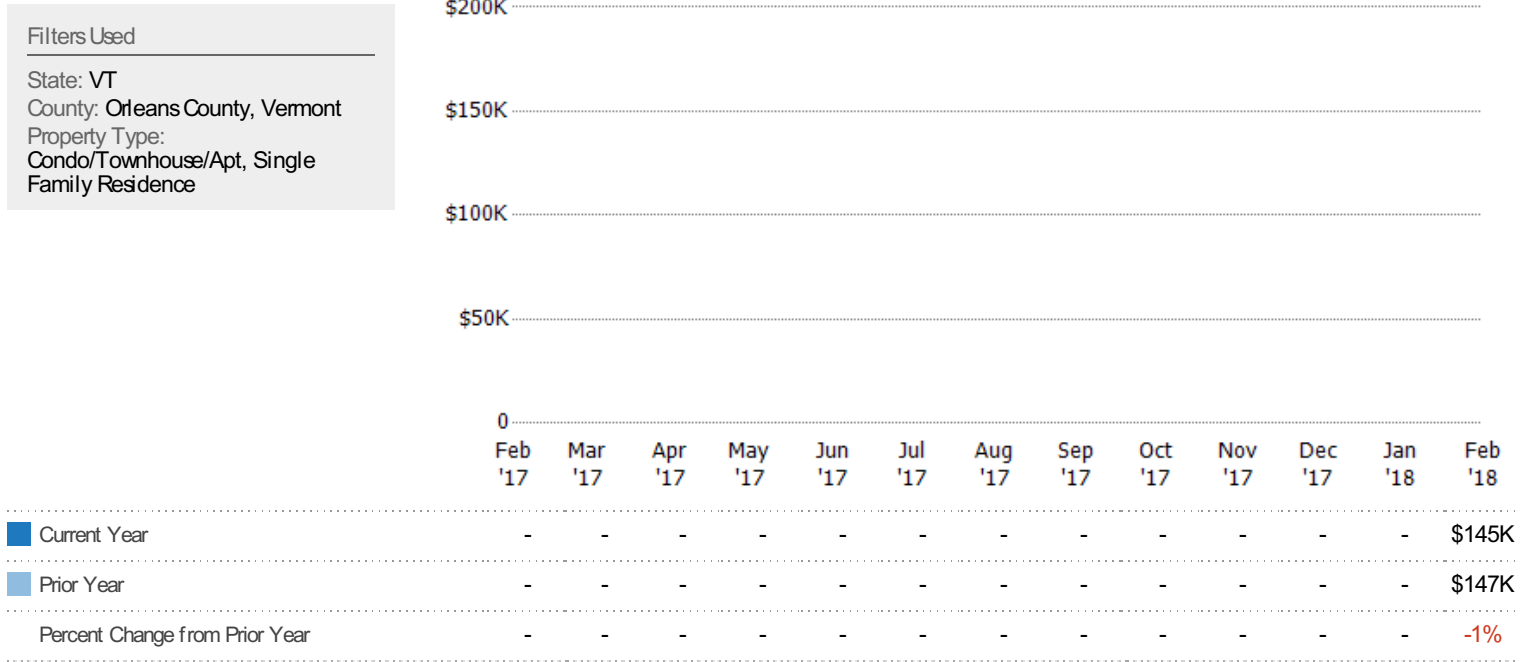 Filters Used
State: VT
County: Orleans County, Vermont
Property Type:
Condo/Townhouse/Apt, Single
Family Residence
$200K
$150K
$100K
$50K
0
Feb Mar Apr May Jun Jul Aug Sep Oct Nov Dec Jan Feb
'17 '17 '17 '17 '17 '17 '17 '17 '17 '17 '17 '18 '18
Current Year - - - - - - - - - - - - $145K
Prior Year - - - - - - - - - - - - $147K
Percent Change from Prior Year - - - - - - - - - - - - -1%